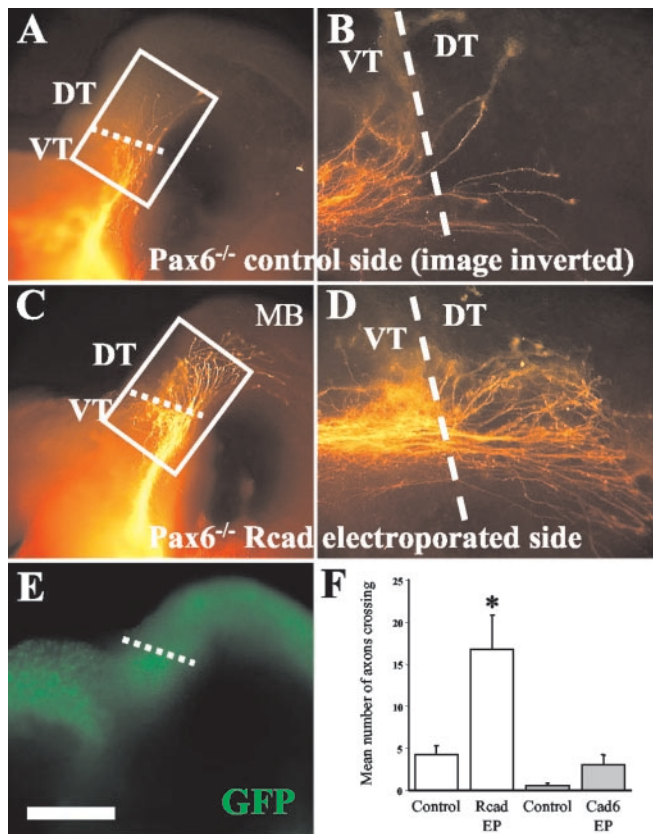 A
DT
VT
B
VT
DT
Pax6-/- control side (image inverted)
C
MB
DT
VT
D
VT
DT
Pax6-/- Rcad electroporated side
E
GFP
F
Mean number of axons crossing
25
20
15
10
5
0
*
Control
Rcad
EP
Control
Cad6
EP